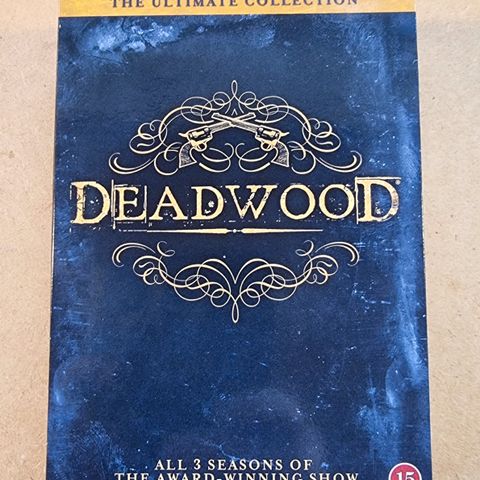 THE ULTIMATE COLLECTION
DEADWOOD®
ALL 3 SEASONS OF
THE AWARD-WINNING SHOW
15